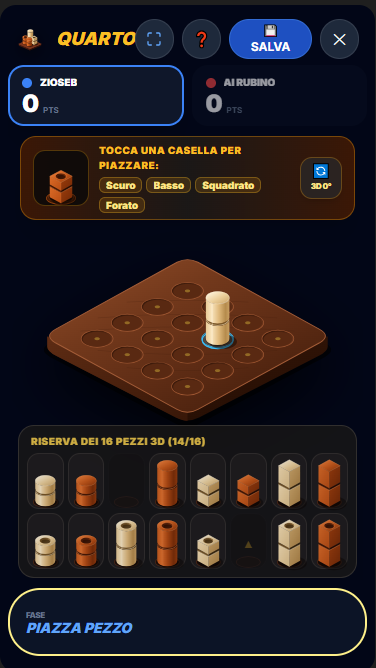 QUARTO
SALVA
ZIOSEB
0 PTS
AI RUBINO
0 PTS
TOCCA UNA CASELLA PER
PIAZZARE:
Scuro Basso Squadrato
Forato
3D 0°
RISERVA DEI 16 PEZZI 3D (14/16)
FASE
PIAZZA PEZZO